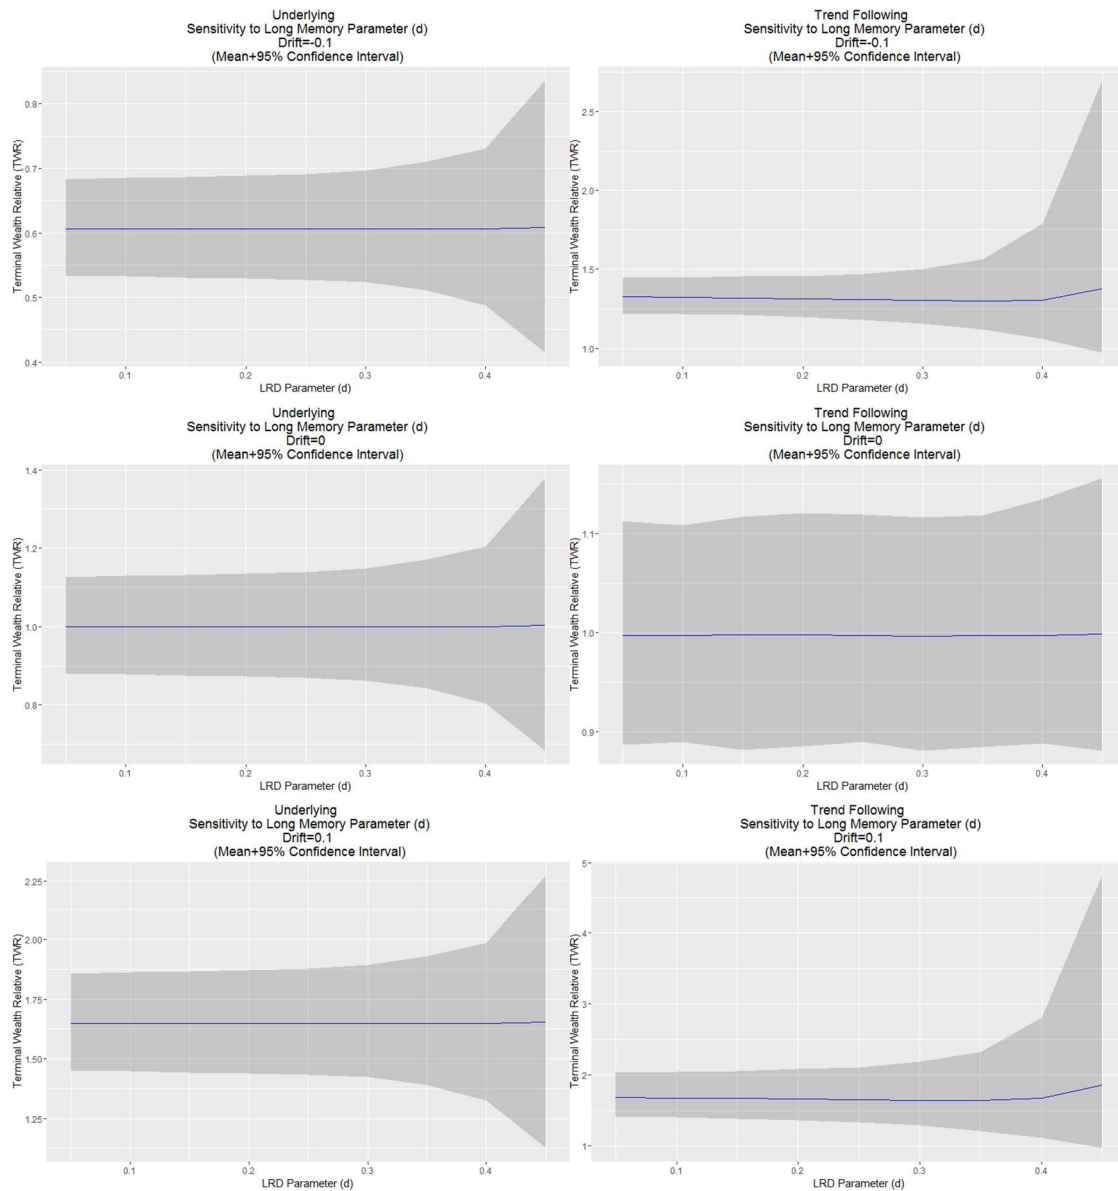 Underlying
Sensitivity to Long Memory Parameter (d)
Drift=-0.1
(Mean+95% Confidence Interval)
Terminal Wealth Relative (TWR)
0.8
0.7
0.6
0.5
0.4
0.1
0.2
0.3
0.4
LRD Parameter (d)
Trend Following
Sensitivity to Long Memory Parameter (d)
Drift=-0.1
(Mean+95% Confidence Interval)
Terminal Wealth Relative (TWR)
2.5
2.0
1.5
1.0
0.1
0.2
0.3
0.4
LRD Parameter (d)
Underlying
Sensitivity to Long Memory Parameter (d)
Drift=0
(Mean+95% Confidence Interval)
Terminal Wealth Relative (TWR)
1.4
1.2
1.0
0.8
0.1
0.2
0.3
0.4
LRD Parameter (d)
Trend Following
Sensitivity to Long Memory Parameter (d)
Drift=0
(Mean+95% Confidence Interval)
Terminal Wealth Relative (TWR)
1.1
1.0
0.9
0.1
0.2
0.3
0.4
LRD Parameter (d)
Underlying
Sensitivity to Long Memory Parameter (d)
Drift=0.1
(Mean+95% Confidence Interval)
Terminal Wealth Relative (TWR)
2.25
2.00
1.75
1.50
1.25
0.1
0.2
0.3
0.4
LRD Parameter (d)
Trend Following
Sensitivity to Long Memory Parameter (d)
Drift=0.1
(Mean+95% Confidence Interval)
Terminal Wealth Relative (TWR)
5
4
3
2
1
0.1
0.2
0.3
0.4
LRD Parameter (d)